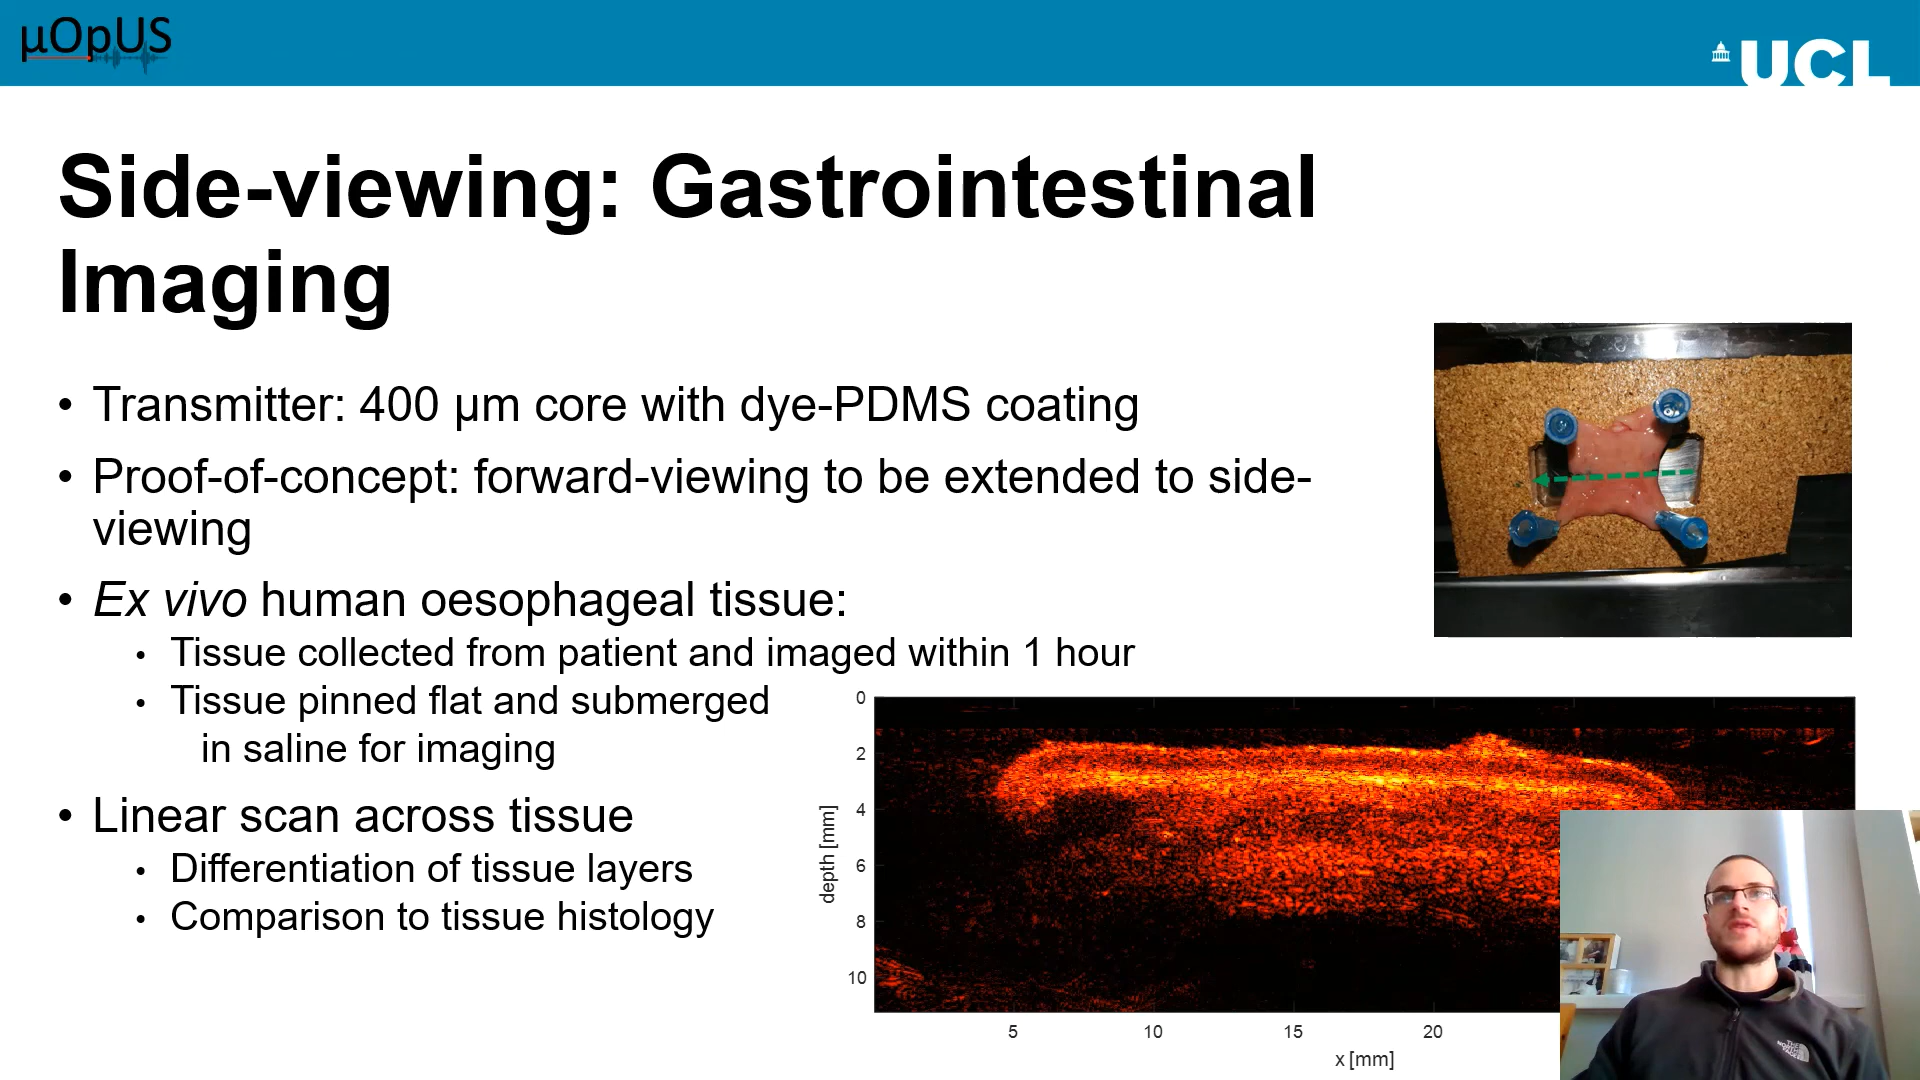 µOpUS
UCL
Side-viewing: Gastrointestinal
Imaging
• Transmitter: 400 µm core with dye-PDMS coating
• Proof-of-concept: forward-viewing to be extended to side-
viewing
• Ex vivo human oesophageal tissue:
• Tissue collected from patient and imaged within 1 hour
• Tissue pinned flat and submerged
in saline for imaging
• Linear scan across tissue
• Differentiation of tissue layers
• Comparison to tissue histology
0
2
4
6
8
10
depth [mm]
5 10 15 20
x [mm]
THE
NORTH
FACE